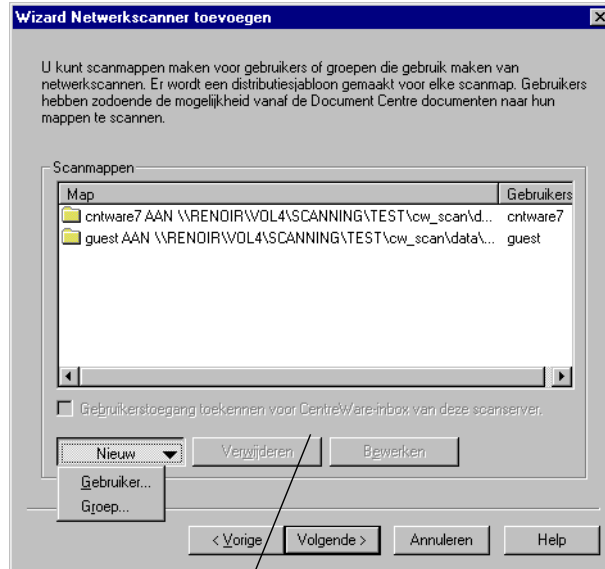 Wizard Netwerkscanner toevoegen
U kunt scanmappen maken voor gebruikers of groepen die gebruik maken van
netwerkscannen. Er wordt een distributiesjabloon gemaakt voor elke scanmap. Gebruikers
hebben zodoende de mogelijkheid vanaf de Document Centre documenten naar hun
mappen te scannen.
Scanmappen
Map Gebruikers
cntware7 AAN \\RENOIR\VOL4\SCANNING\TEST\cw_scan\d... cntware7
guest AAN \\RENOIR\VOL4\SCANNING\TEST\cw_scan\data\... guest
Gebruikerstoegang toekennen voor CentreWare-inbox van deze scanserver.
Nieuw Verwijderen Bewerken
Gebruiker...
Groep...
< Vorige Volgende > Annuleren Help